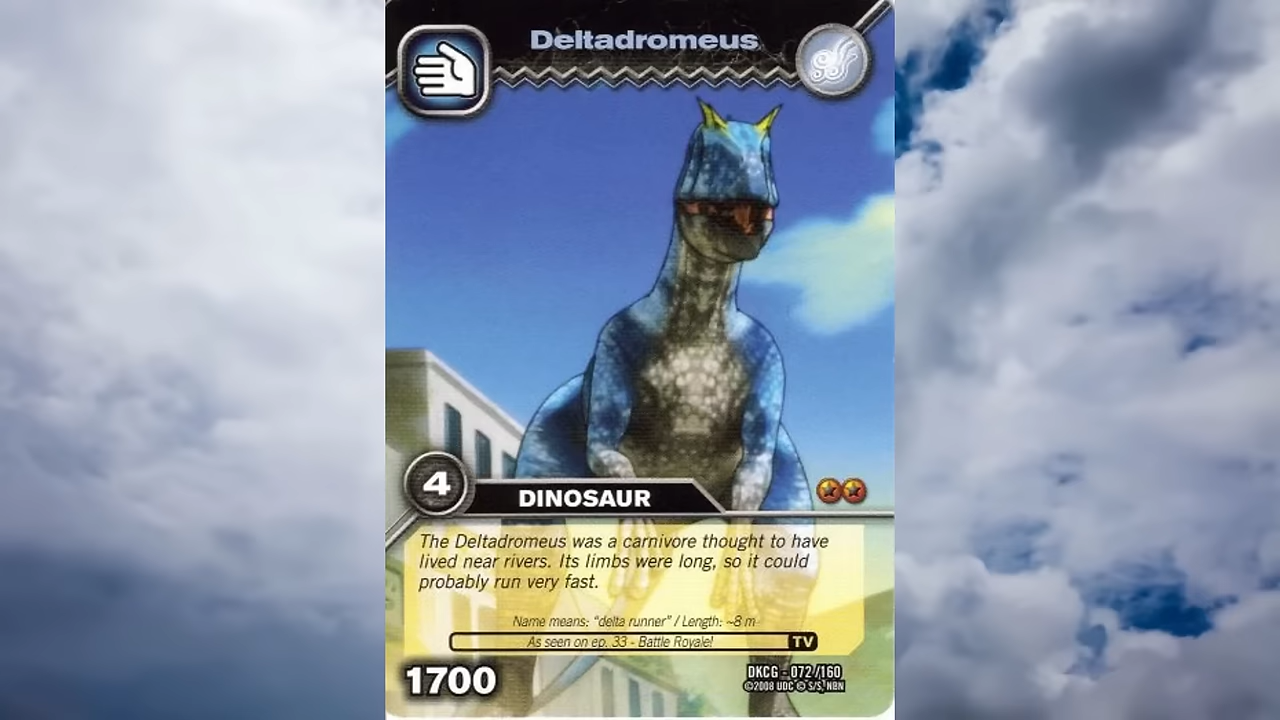 Deltadromeus
4
DINOSAUR
The Deltadromeus was a carnivore thought to have
lived near rivers. Its limbs were long, so it could
probably run very fast.
Name means: “delta runner” / Length: ~8 m
As seen on ep. 33 - Battle Royale!
TV
1700
DKCG - 072/160
©2008 UDC © S/S, NBN